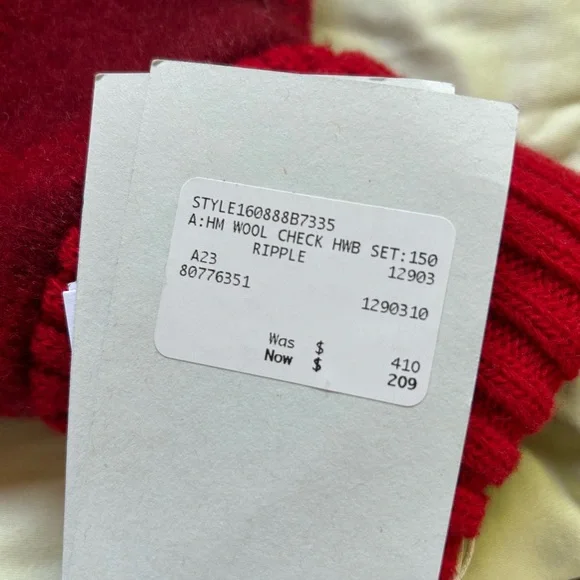 STYLE160888B7335
A:HM WOOL CHECK HWB SET:150
RIPPLE 12903
A23
80776351
1290310
Was $ 410
Now $ 209